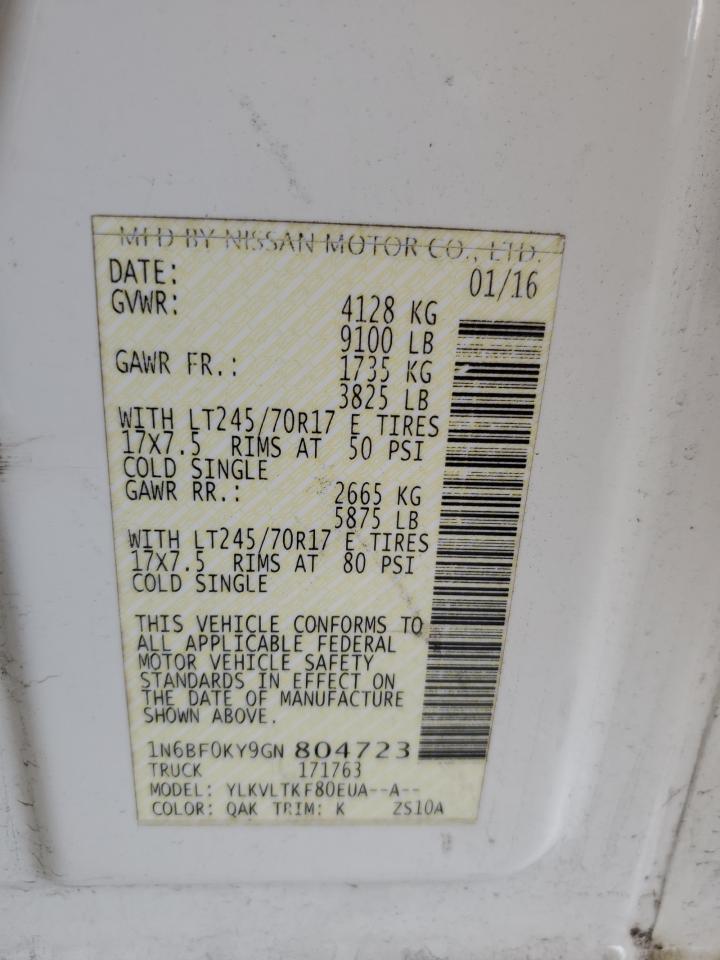 MFD BY NISSAN MOTOR CO., LTD.
DATE: 01/16
GVWR: 4128 KG
9100 LB
GAWR FR.: 1735 KG
3825 LB
WITH LT245/70R17 E TIRES
17X7.5 RIMS AT 50 PSI
COLD SINGLE
GAWR RR.: 2665 KG
5875 LB
WITH LT245/70R17 E TIRES
17X7.5 RIMS AT 80 PSI
COLD SINGLE
THIS VEHICLE CONFORMS TO
ALL APPLICABLE FEDERAL
MOTOR VEHICLE SAFETY
STANDARDS IN EFFECT ON
THE DATE OF MANUFACTURE
SHOWN ABOVE.
1N6BF0KY9GN 804723
TRUCK 171763
MODEL: YLKVLTKF80EUA--A--
COLOR: QAK TRIM: K ZS10A